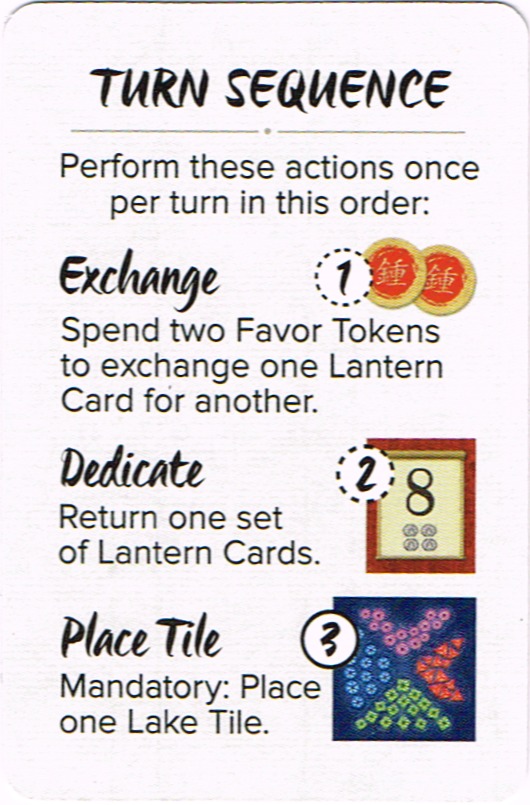 TURN SEQUENCE
Perform these actions once
per turn in this order:
Exchange
1
鍾 鍾
Spend two Favor Tokens
to exchange one Lantern
Card for another.
Dedicate
2
8
Return one set
of Lantern Cards.
Place Tile
3
Mandatory: Place
one Lake Tile.